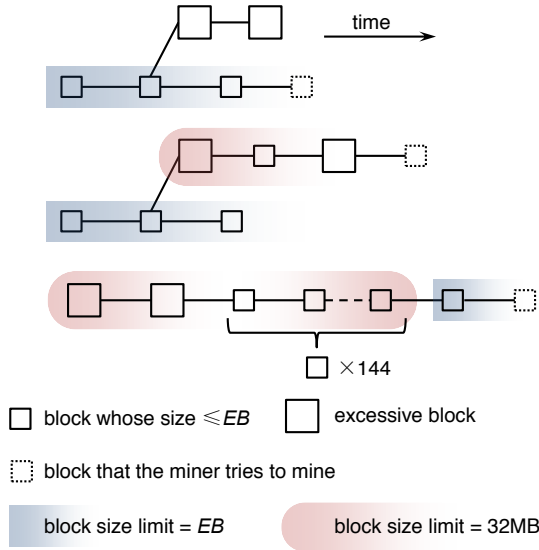 time
×144
block whose size ≤EB
excessive block
block that the miner tries to mine
block size limit = EB
block size limit = 32MB